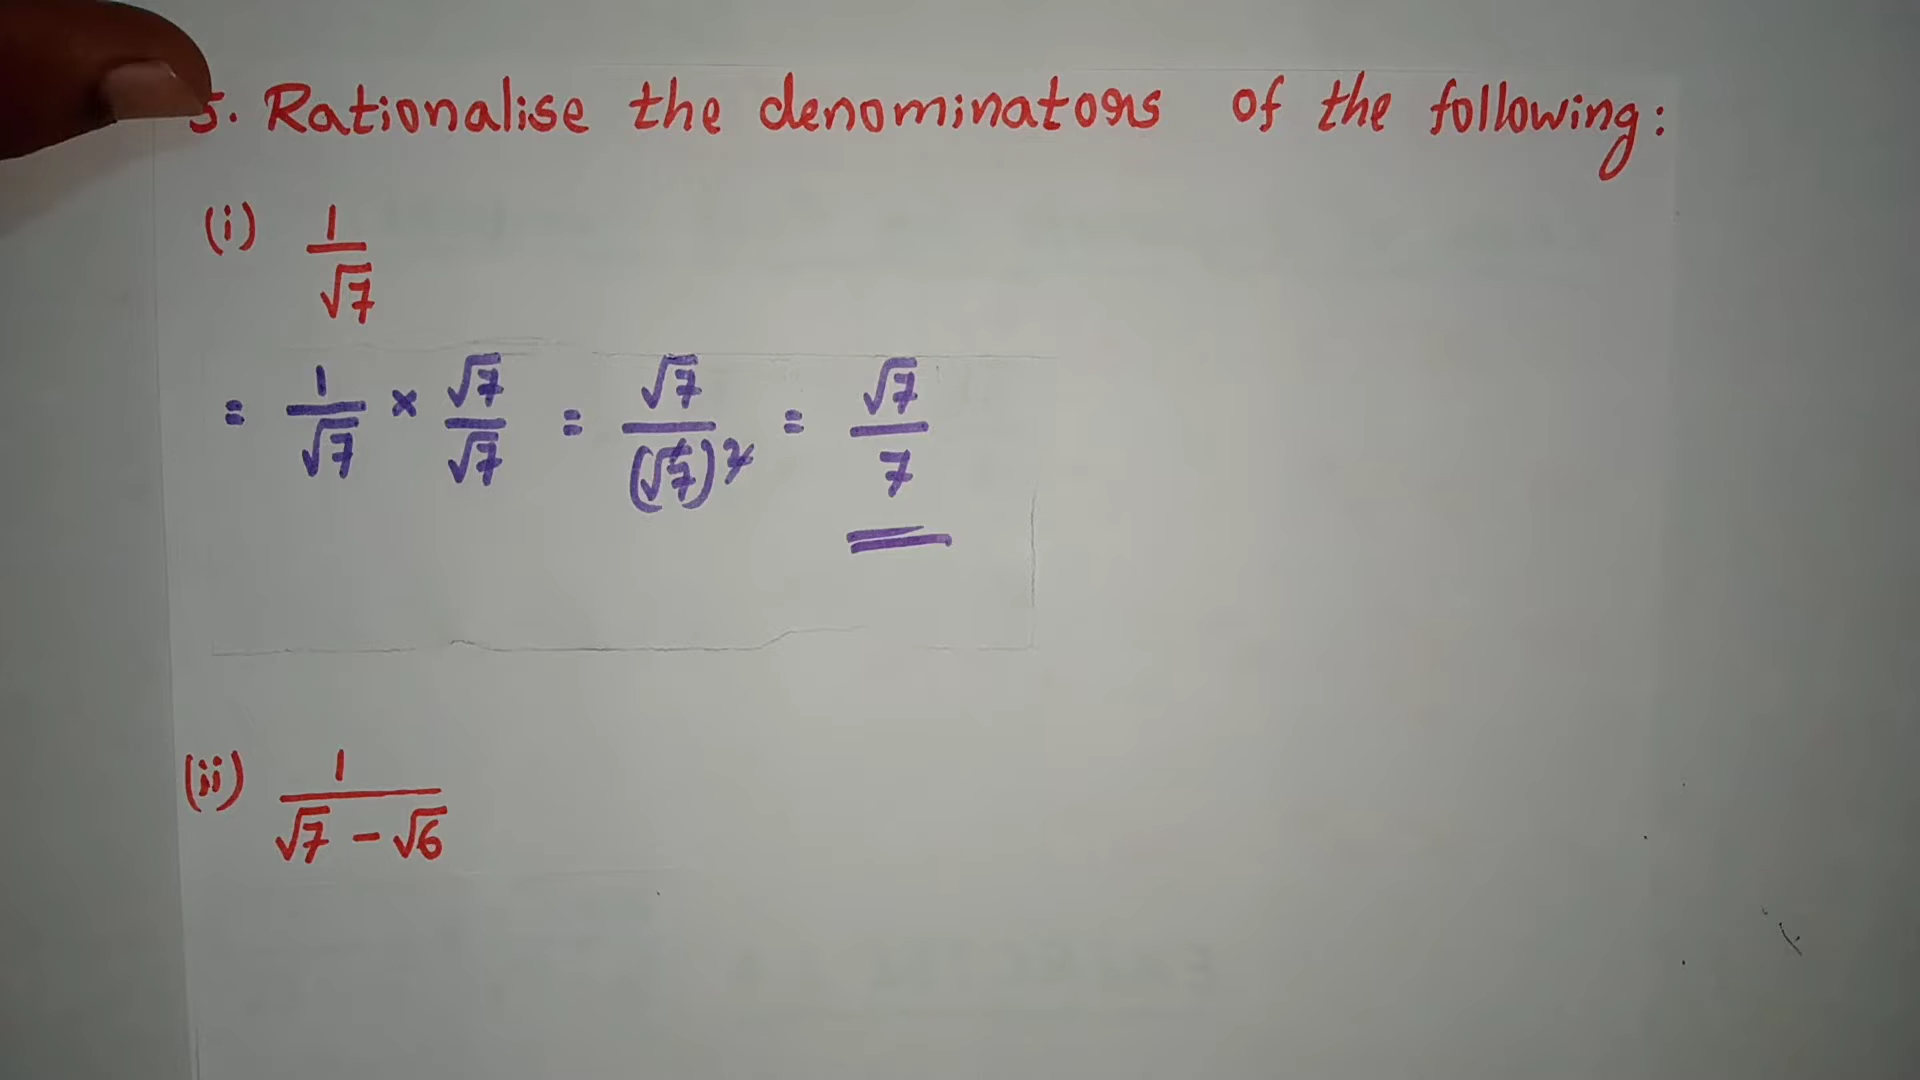 5. Rationalise the denominators of the following:
(i) 1/√7
= 1/√7 × √7/√7 = √7/(√7)² = √7/7
(ii) 1/(√7 - √6)